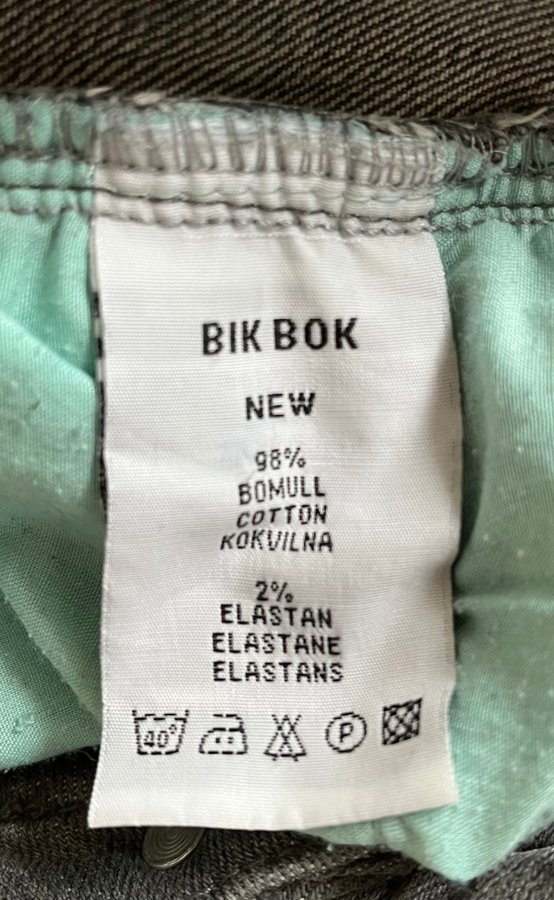 BIK BOK
NEW
98%
BOMULL
COTTON
KOKVILNA
2%
ELASTAN
ELASTANE
ELASTANS
40° P